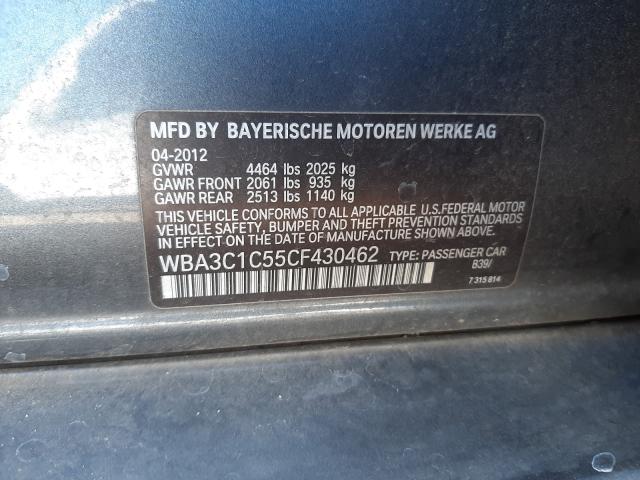 MFD BY BAYERISCHE MOTOREN WERKE AG
04-2012
GVWR 4464 lbs 2025 kg
GAWR FRONT 2061 lbs 935 kg
GAWR REAR 2513 lbs 1140 kg
THIS VEHICLE CONFORMS TO ALL APPLICABLE U.S.FEDERAL MOTOR
VEHICLE SAFETY, BUMPER AND THEFT PREVENTION STANDARDS
IN EFFECT ON THE DATE OF MANUFACTURE SHOWN ABOVE.
WBA3C1C55CF430462 TYPE: PASSENGER CAR
B39/
7 315 814